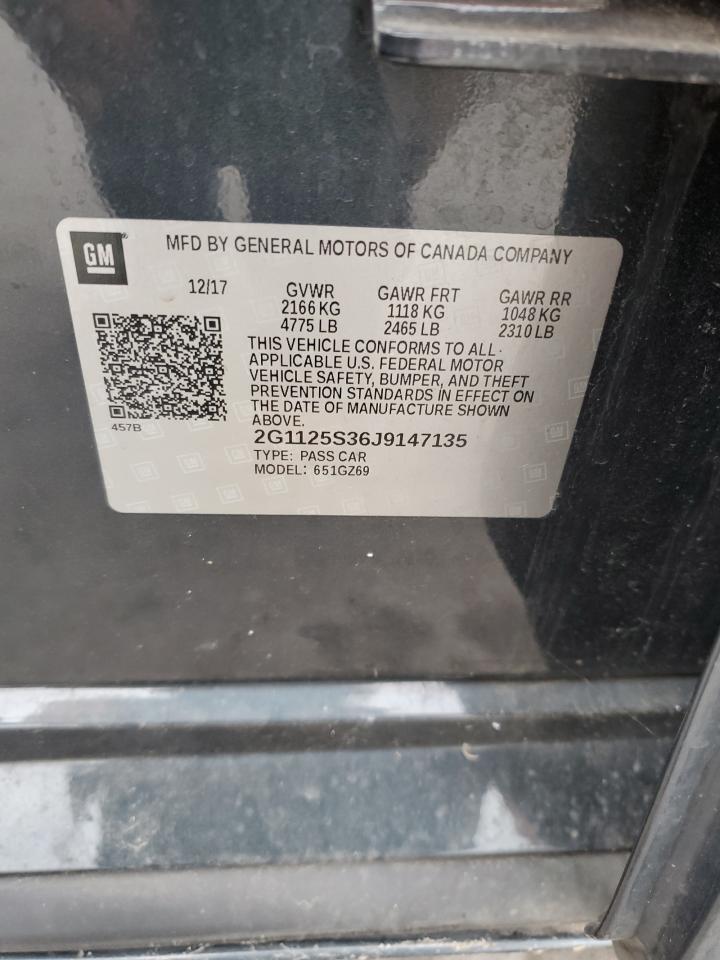 GM
MFD BY GENERAL MOTORS OF CANADA COMPANY
12/17
GVWR GAWR FRT GAWR RR
2166 KG 1118 KG 1048 KG
4775 LB 2465 LB 2310 LB
THIS VEHICLE CONFORMS TO ALL
APPLICABLE U.S. FEDERAL MOTOR
VEHICLE SAFETY, BUMPER, AND THEFT
PREVENTION STANDARDS IN EFFECT ON
THE DATE OF MANUFACTURE SHOWN
ABOVE.
457B
2G1125S36J9147135
TYPE: PASS CAR
MODEL: 651GZ69